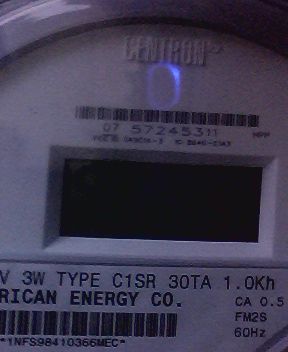 CENTRON
07 57245311
V 3W TYPE C1SR 30TA 1.0Kh
RICAN ENERGY CO.
CA 0.5
FM2S
60Hz
*1NFS98410366MEC*